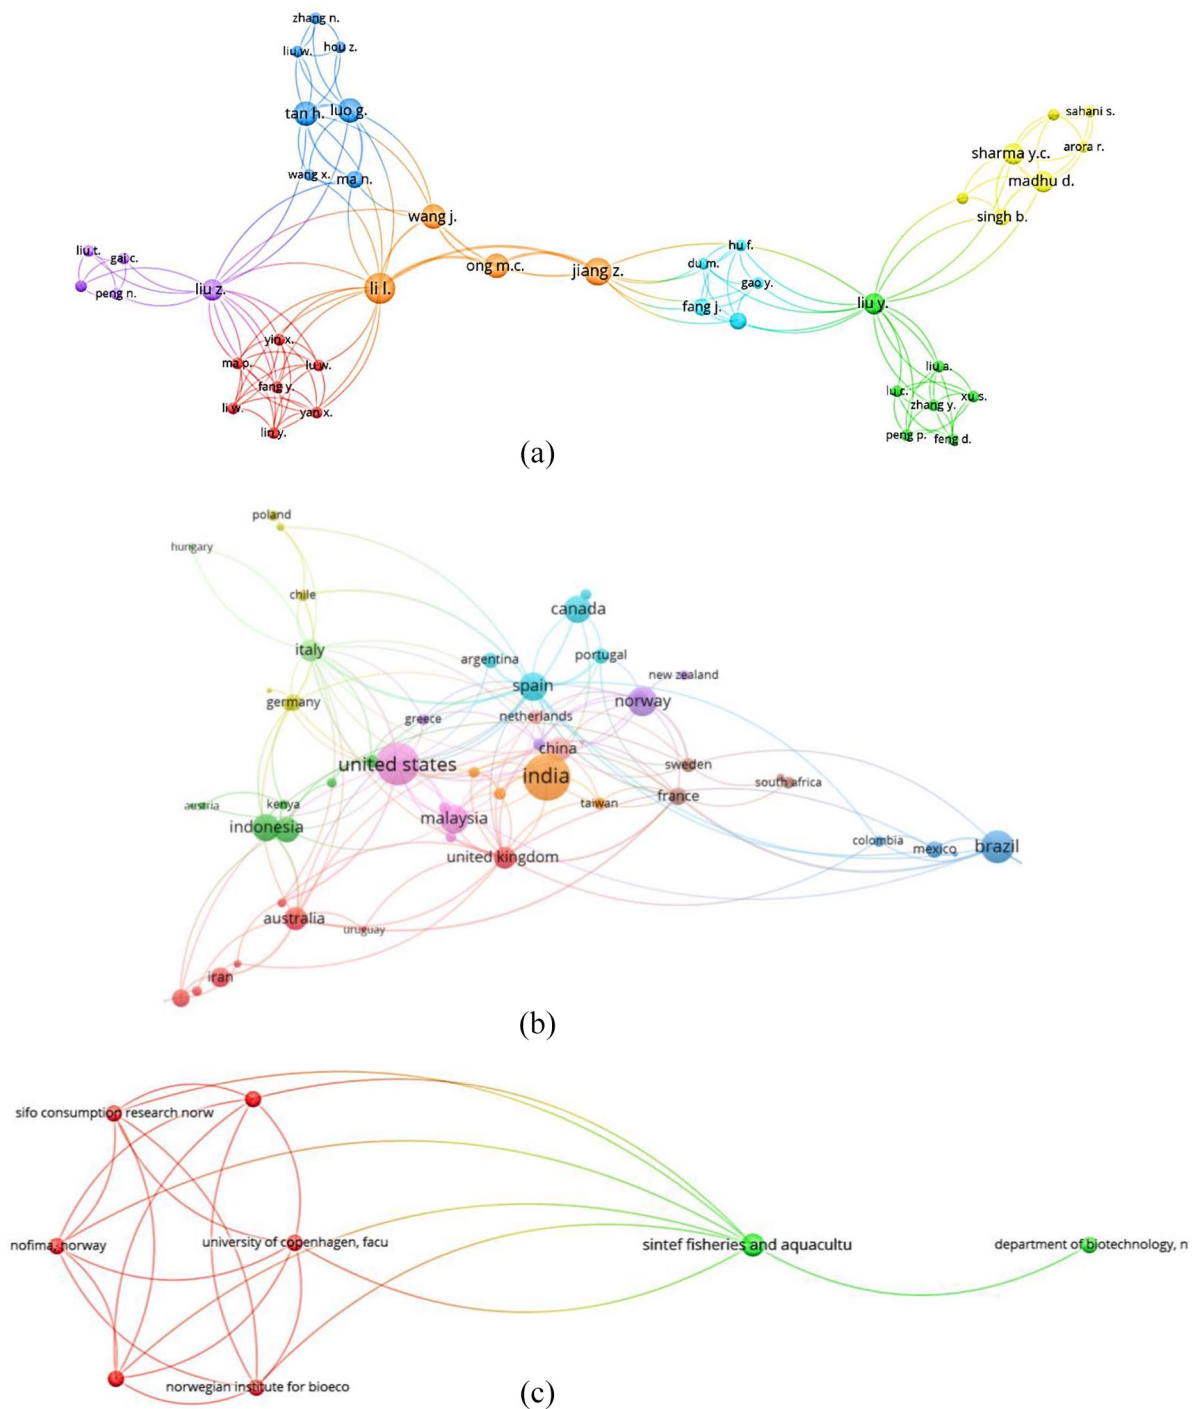 zhang n.
liu w.
hou z.
tan h.
luo g.
wang x.
ma n.
wang j.
liu t.
gai c.
peng n.
liu z.
li l.
ong m.c.
jiang z.
yin x.
ma p.
lu w.
fang y.
li w.
yan x.
lin y.
hu f.
du m.
gao y.
fang j.
liu y.
sahani s.
sharma y.c.
arora r.
madhu d.
singh b.
liu a.
lu c.
xu s.
zhang y.
peng p.
feng d.
(a)
poland
hungary
chile
canada
italy
argentina
portugal
spain
new zealand
germany
norway
greece
netherlands
china
united states
sweden
india
south africa
austria
kenya
france
taiwan
indonesia
malaysia
colombia
mexico
brazil
united kingdom
australia
uruguay
iran
(b)
sifo consumption research norw
nofima, norway
university of copenhagen, facu
sintef fisheries and aquacultu
department of biotechnology, n
norwegian institute for bioeco
(c)